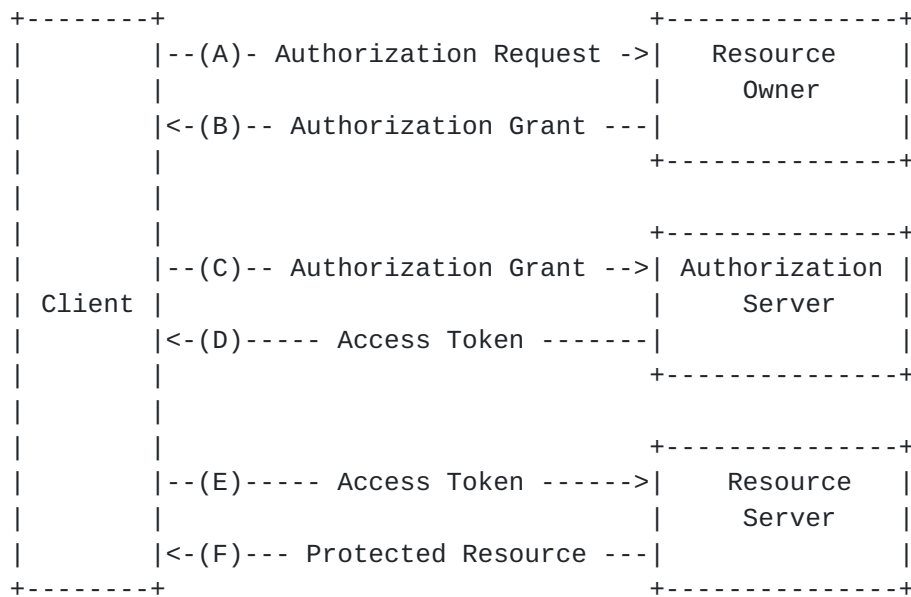 +--------+                               +---------------+
|        |--(A)- Authorization Request ->|   Resource    |
|        |                               |     Owner     |
|        |<-(B)-- Authorization Grant ---|               |
|        |                               +---------------+
|        |
|        |                               +---------------+
|        |--(C)-- Authorization Grant -->| Authorization |
| Client |                               |     Server    |
|        |<-(D)----- Access Token -------|               |
|        |                               +---------------+
|        |
|        |                               +---------------+
|        |--(E)----- Access Token ------>|    Resource   |
|        |                               |     Server    |
|        |<-(F)--- Protected Resource ---|               |
+--------+                               +---------------+